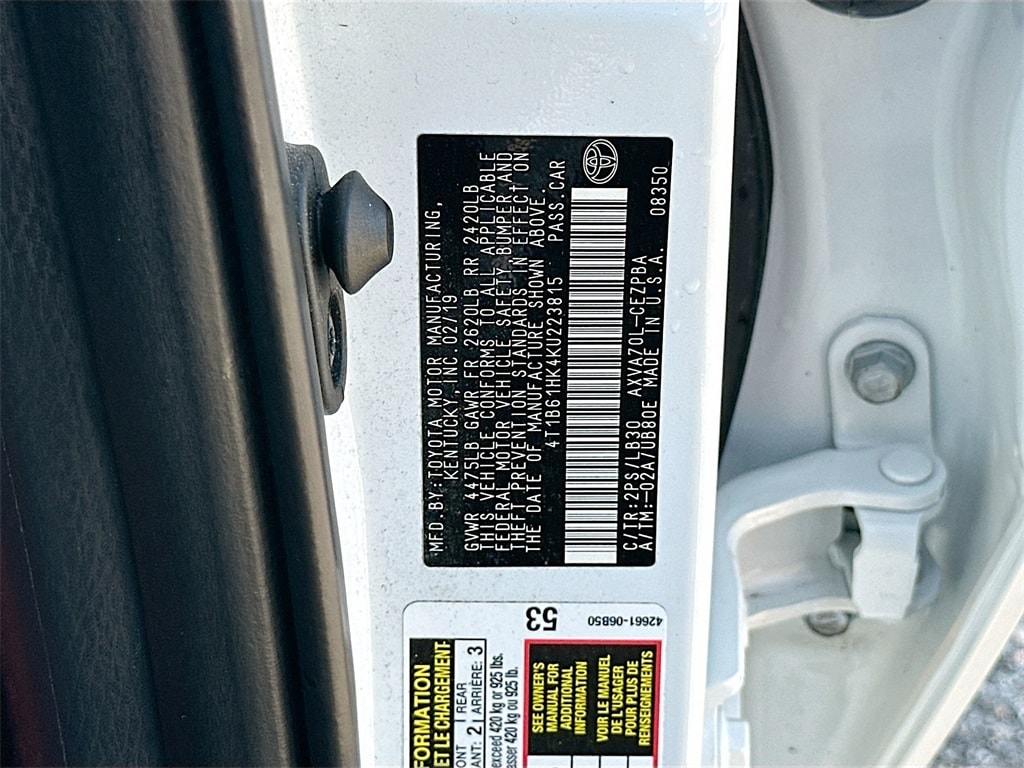 MFD.BY:TOYOTA MOTOR MANUFACTURING,
KENTUCKY, INC.02/19
GVWR 4475LB GAWR FR 2620LB RR 2420LB
THIS VEHICLE CONFORMS TO ALL APPLICABLE
FEDERAL MOTOR VEHICLE SAFETY,BUMPER,AND
THEFT PREVENTION STANDARDS IN EFFECT ON
THE DATE OF MANUFACTURE SHOWN ABOVE.
4T1B61HK4KU223815 PASS.CAR
C/TR:2PS/LB30 AXVA70L-CEZPBA
A/TM:-02A/UB80E MADE IN U.S.A. 08350
ET LE CHARGEMENT
REAR
2 ARRIÈRE: 3
exceed 420 kg or 925 lbs.
420 kg ou 925 lb.
53
42661-06B50
SEE OWNER'S
MANUAL FOR
ADDITIONAL
INFORMATION
VOIR LE MANUEL
DE L'USAGER
POUR PLUS DE
RENSEIGNEMENTS